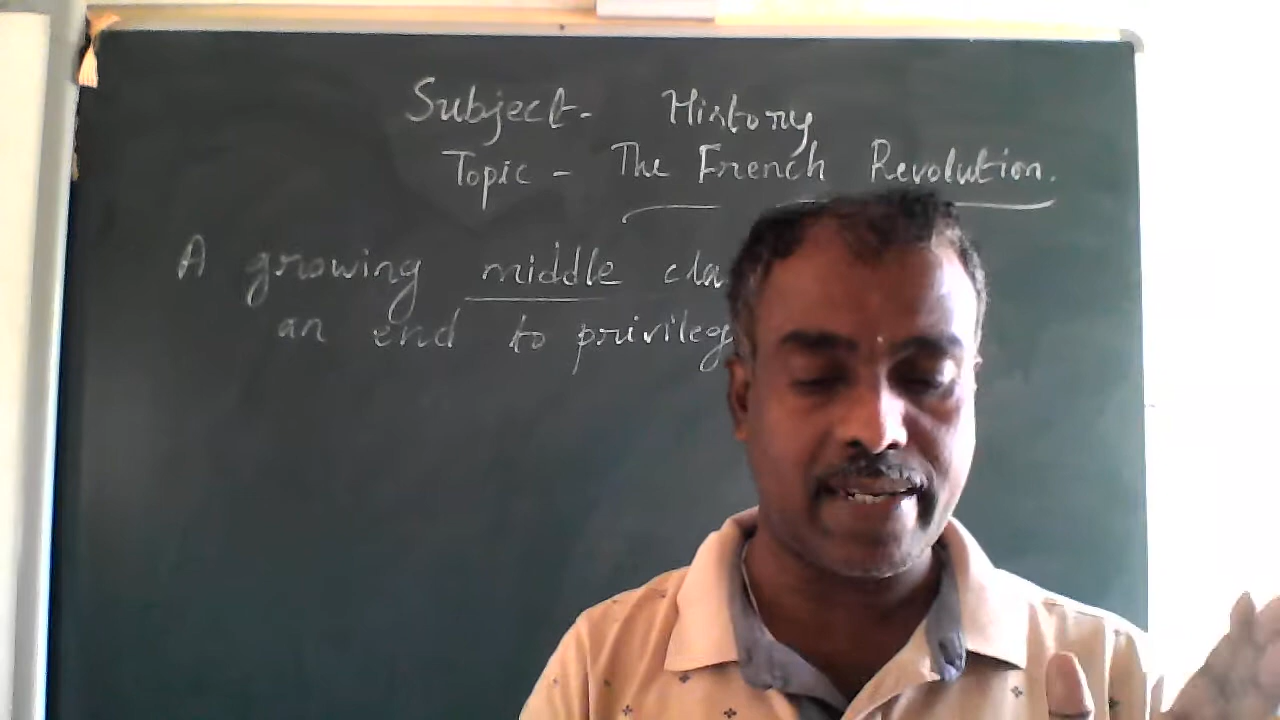 Subject- History
Topic - The French Revolution.
A growing middle cla
an end to privileg